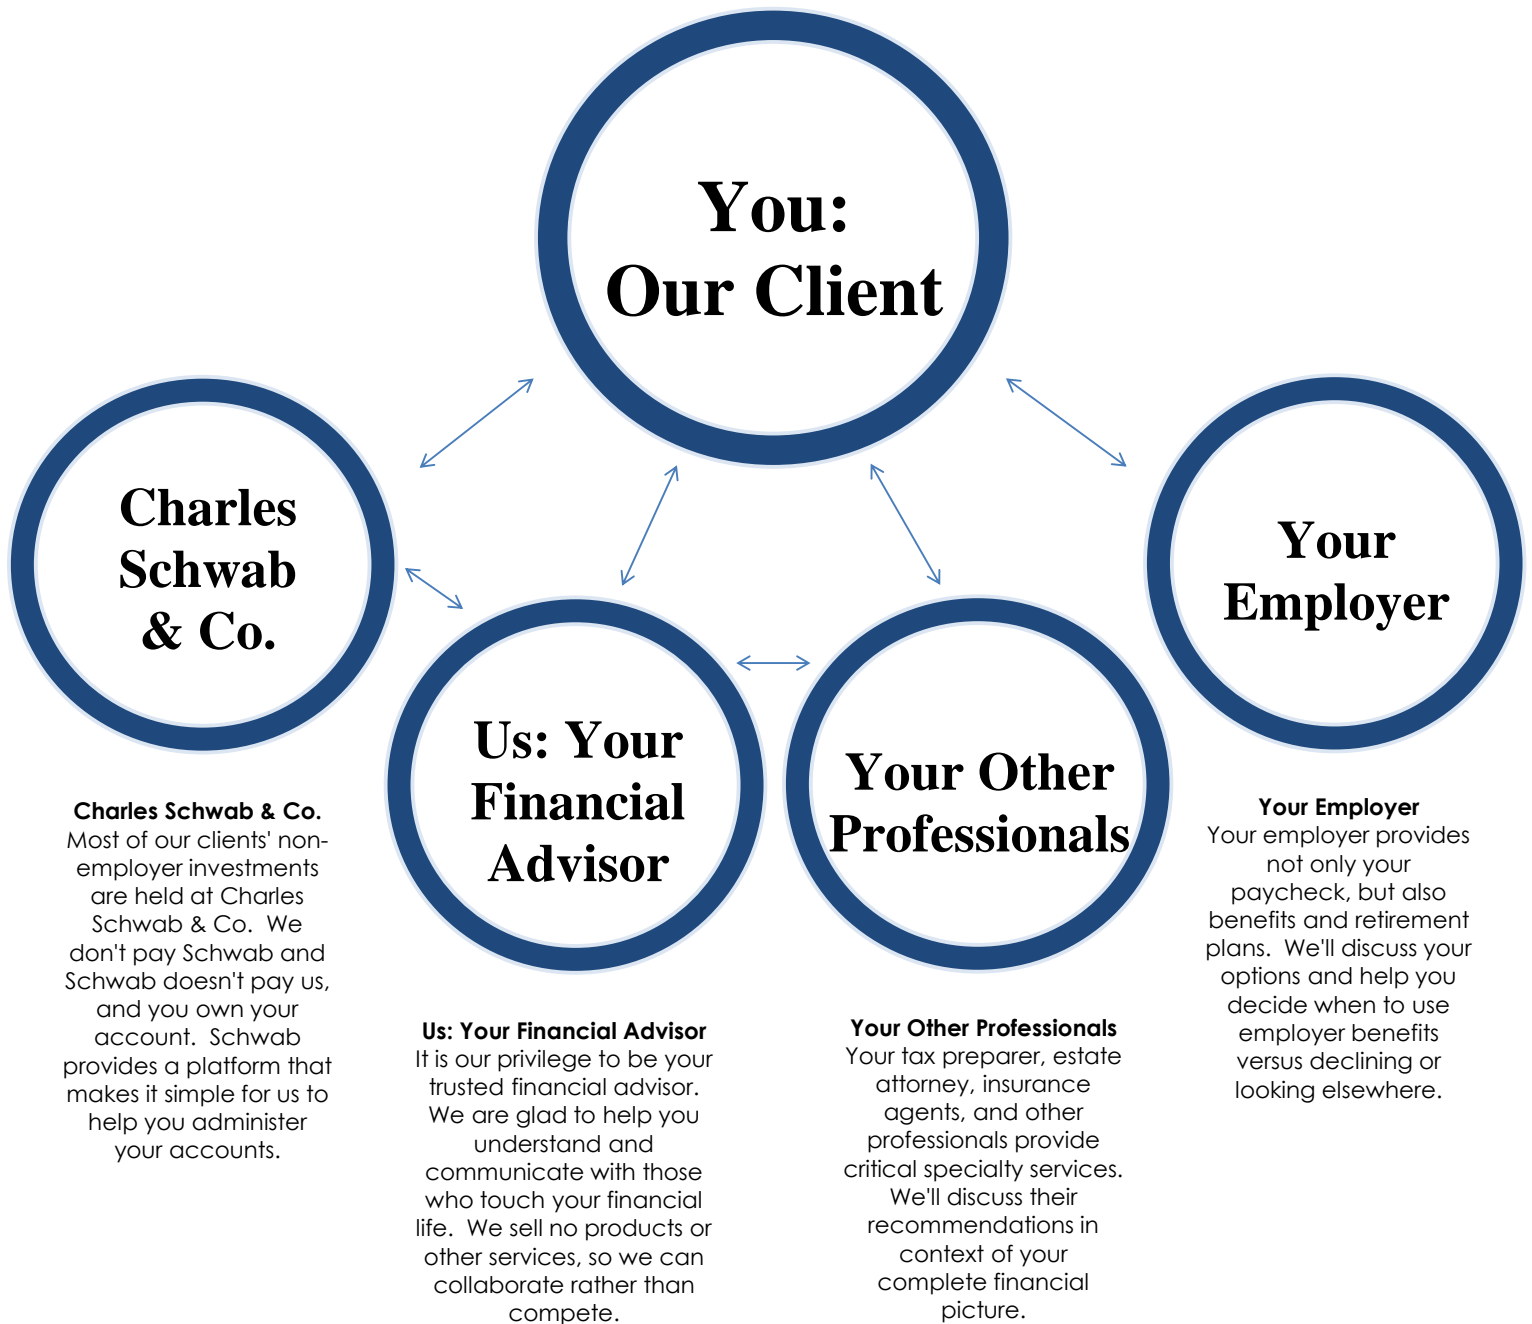 You:
Our Client
Charles
Schwab
& Co.
Your
Employer
Us: Your
Financial
Advisor
Your Other
Professionals
Charles Schwab & Co.
Most of our clients' non-
employer investments
are held at Charles
Schwab & Co.  We
don't pay Schwab and
Schwab doesn't pay us,
and you own your
account.  Schwab
provides a platform that
makes it simple for us to
help you administer
your accounts.
Us: Your Financial Advisor
It is our privilege to be your
trusted financial advisor.
We are glad to help you
understand and
communicate with those
who touch your financial
life.  We sell no products or
other services, so we can
collaborate rather than
compete.
Your Other Professionals
Your tax preparer, estate
attorney, insurance
agents, and other
professionals provide
critical specialty services.
We'll discuss their
recommendations in
context of your
complete financial
picture.
Your Employer
Your employer provides
not only your
paycheck, but also
benefits and retirement
plans.  We'll discuss your
options and help you
decide when to use
employer benefits
versus declining or
looking elsewhere.